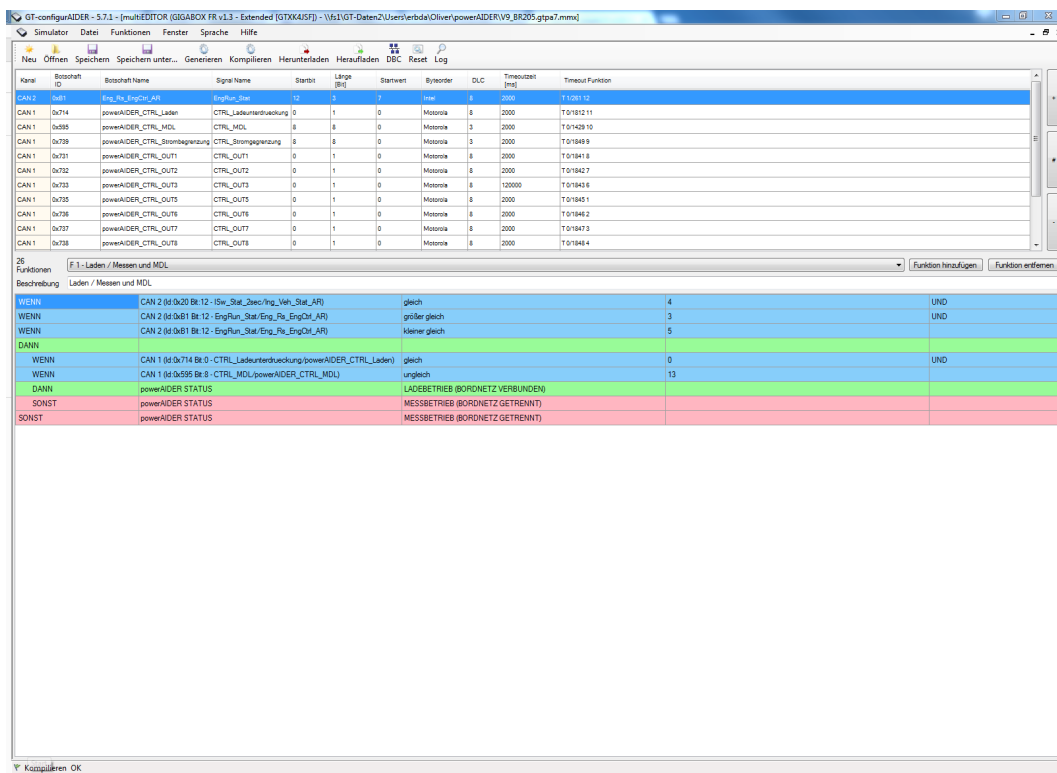 GT-configurAIDER - 5.7.1 - [multiEDITOR (GIGABOX FR v1.3 - Extended [GTXK4JSF]) - \\fs1\GT-Daten2\Users\erbda\Oliver\powerAIDER\V9_BR205.gtpa7.mmx]
Simulator Datei Funktionen Fenster Sprache Hilfe
Neu Öffnen Speichern Speichern unter... Generieren Kompilieren Herunterladen Heraufladen DBC Reset Log
Kanal Botschaft ID Botschaft Name Signal Name Startbit Länge [Bit] Startwert Byteorder DLC Timeoutzeit [ms] Timeout Funktion
CAN 2 0xB1 Eng_Rs_EngCtrl_AR EngRun_Stat 12 3 7 Intel 8 2000 T 1/261 12
CAN 1 0x714 powerAIDER_CTRL_Laden CTRL_Ladeunterdrueckung 0 1 0 Motorola 8 2000 T 0/1812 11
CAN 1 0x595 powerAIDER_CTRL_MDL CTRL_MDL 8 8 0 Motorola 3 2000 T 0/1429 10
CAN 1 0x739 powerAIDER_CTRL_Strombegrenzung CTRL_Stromgegrenzung 8 8 0 Motorola 3 2000 T 0/1849 9
CAN 1 0x731 powerAIDER_CTRL_OUT1 CTRL_OUT1 0 1 0 Motorola 8 2000 T 0/1841 8
CAN 1 0x732 powerAIDER_CTRL_OUT2 CTRL_OUT2 0 1 0 Motorola 8 2000 T 0/1842 7
CAN 1 0x733 powerAIDER_CTRL_OUT3 CTRL_OUT3 0 1 0 Motorola 8 120000 T 0/1843 6
CAN 1 0x735 powerAIDER_CTRL_OUT5 CTRL_OUT5 0 1 0 Motorola 8 2000 T 0/1845 1
CAN 1 0x736 powerAIDER_CTRL_OUT6 CTRL_OUT6 0 1 0 Motorola 8 2000 T 0/1846 2
CAN 1 0x737 powerAIDER_CTRL_OUT7 CTRL_OUT7 0 1 0 Motorola 8 2000 T 0/1847 3
CAN 1 0x738 powerAIDER_CTRL_OUT8 CTRL_OUT8 0 1 0 Motorola 8 2000 T 0/1848 4
26 Funktionen F 1 - Laden / Messen und MDL Funktion hinzufügen Funktion entfernen
Beschreibung Laden / Messen und MDL
WENN CAN 2 (Id:0x20 Bit:12 - ISw_Stat_2sec/Ing_Veh_Stat_AR) gleich 4 UND
WENN CAN 2 (Id:0xB1 Bit:12 - EngRun_Stat/Eng_Rs_EngCtrl_AR) größer gleich 3 UND
WENN CAN 2 (Id:0xB1 Bit:12 - EngRun_Stat/Eng_Rs_EngCtrl_AR) kleiner gleich 5
DANN
WENN CAN 1 (Id:0x714 Bit:0 - CTRL_Ladeunterdrueckung/powerAIDER_CTRL_Laden) gleich 0 UND
WENN CAN 1 (Id:0x595 Bit:8 - CTRL_MDL/powerAIDER_CTRL_MDL) ungleich 13
DANN powerAIDER STATUS LADEBETRIEB (BORDNETZ VERBUNDEN)
SONST powerAIDER STATUS MESSBETRIEB (BORDNETZ GETRENNT)
SONST powerAIDER STATUS MESSBETRIEB (BORDNETZ GETRENNT)
Kompilieren OK